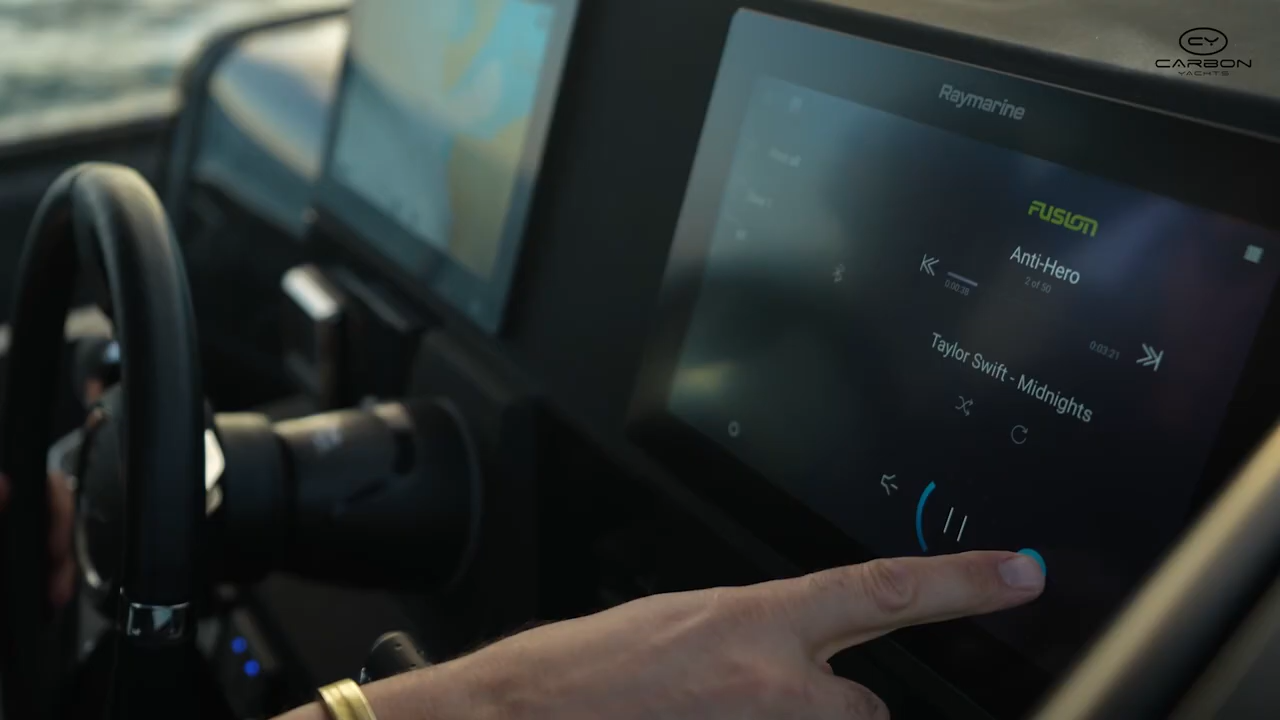 CY
CARBON
YACHTS
Raymarine
FUSION
Anti-Hero
2 of 50
0:00:38
0:03:21
Taylor Swift - Midnights